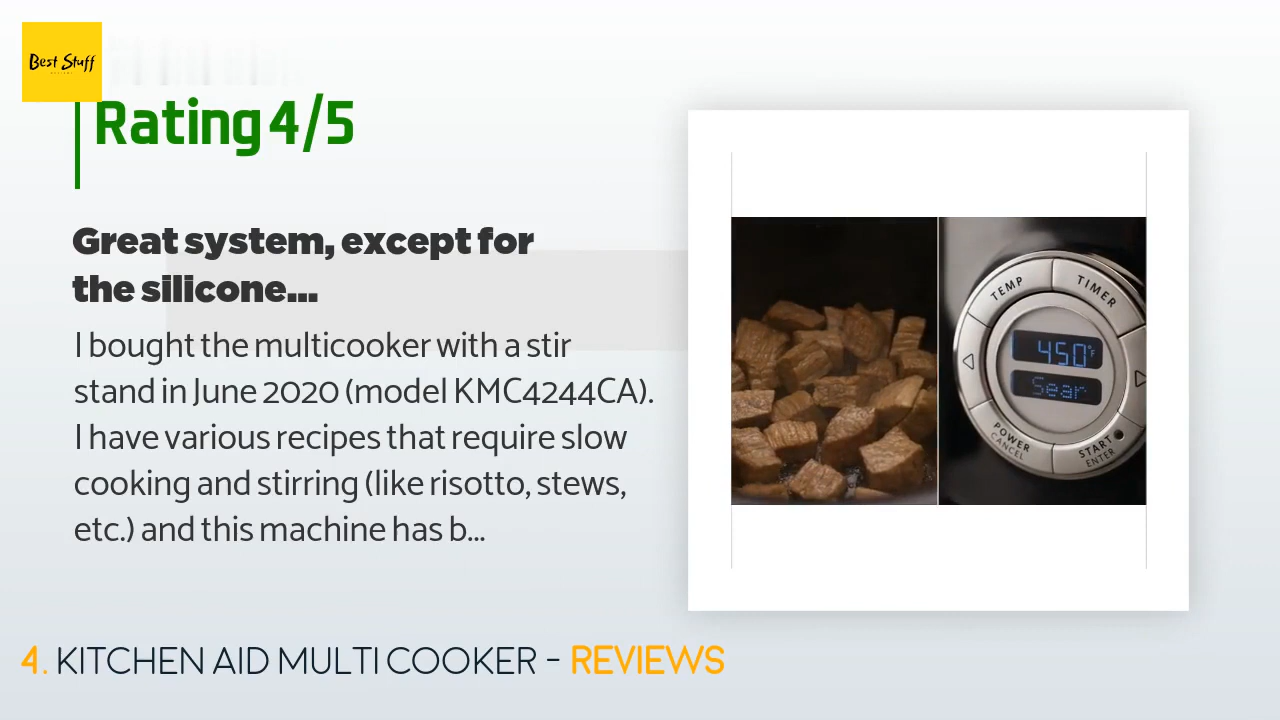 Best Stuff
Rating 4/5
Great system, except for
the silicone...
I bought the multicooker with a stir
stand in June 2020 (model KMC4244CA).
I have various recipes that require slow
cooking and stirring (like risotto, stews,
etc.) and this machine has b...
TEMP
TIMER
450°F
Sear
POWER
CANCEL
START
ENTER
4. KITCHEN AID MULTI COOKER - REVIEWS